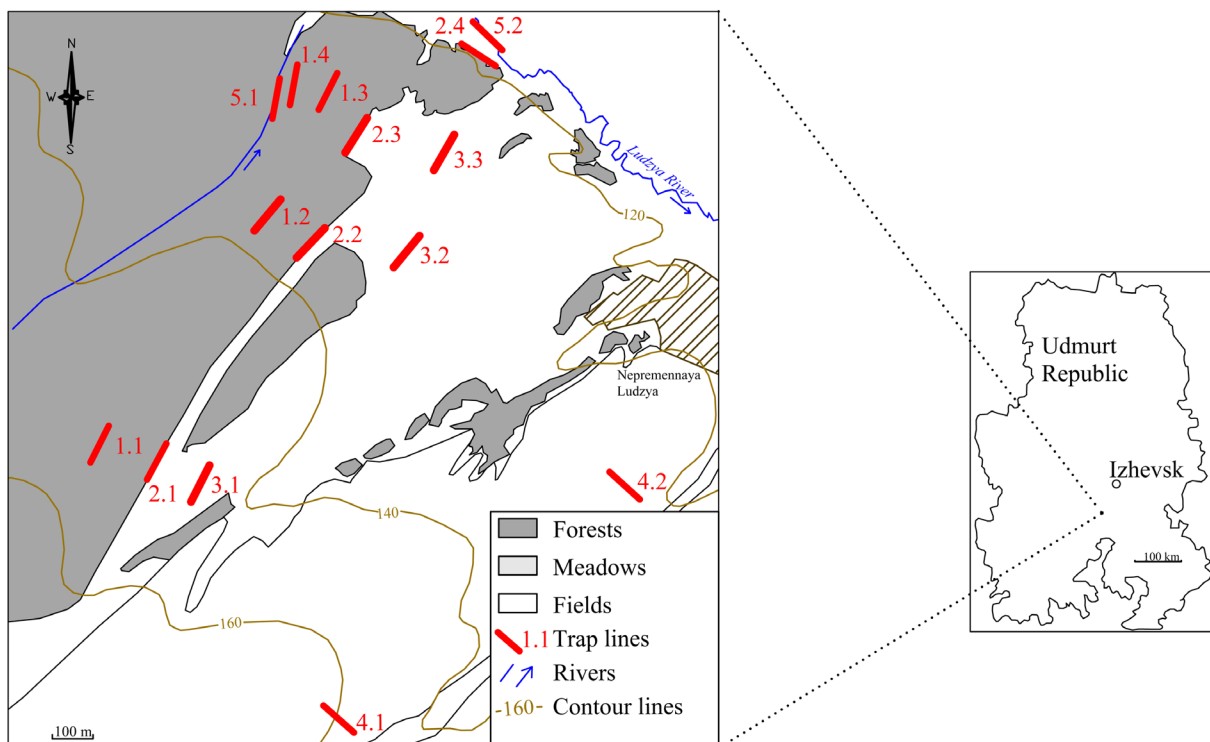 2.4
5.2
N
1.4
W
E
5.1
1.3
S
2.3
3.3
Ludzya River
1.2
120
2.2
3.2
Udmurt
Republic
Nepremennaya
Ludzya
1.1
Izhevsk
2.1
3.1
4.2
140
Forests
100 km
Meadows
Fields
160
1.1 Trap lines
Rivers
4.1
-160- Contour lines
100 m